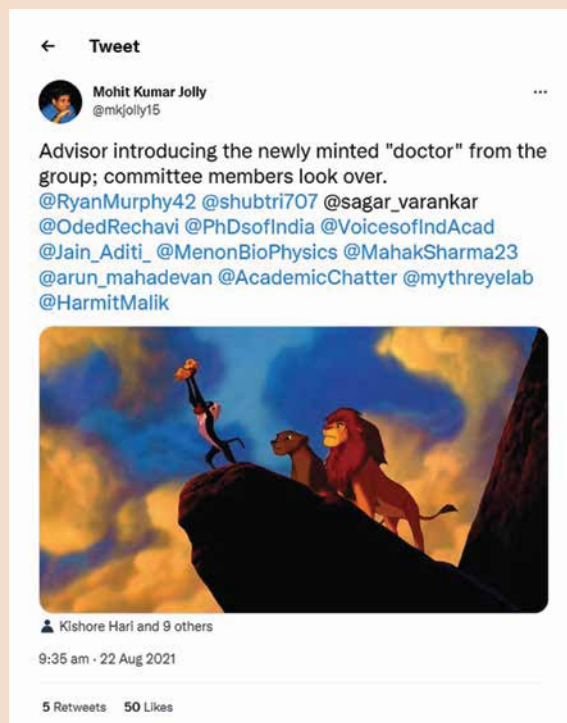 ← Tweet
Mohit Kumar Jolly
@mkjolly15
Advisor introducing the newly minted "doctor" from the
group; committee members look over.
@RyanMurphy42 @shubtri707 @sagar_varankar
@OdedRechavi @PhDsofIndia @VoicesofIndAcad
@Jain_Aditi_ @MenonBioPhysics @MahakSharma23
@arun_mahadevan @AcademicChatter @mythreyelab
@HarmitMalik
Kishore Hari and 9 others
9:35 am · 22 Aug 2021
5 Retweets 50 Likes